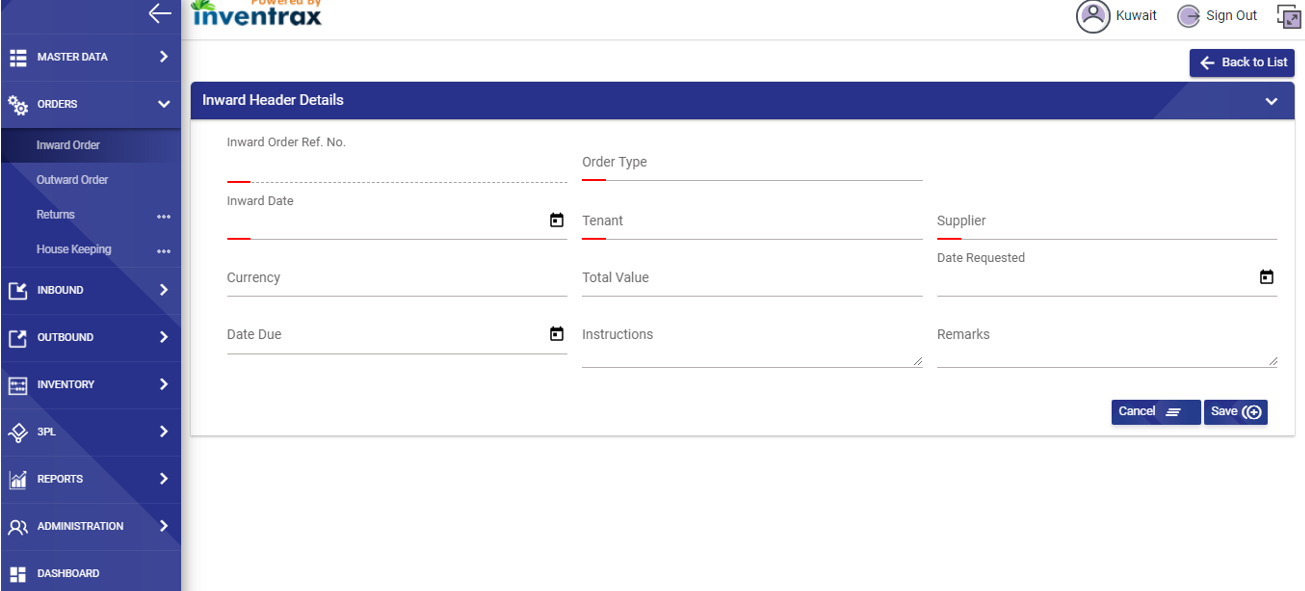 Powered By
inventrax
Kuwait
Sign Out
Back to List
MASTER DATA
ORDERS
Inward Order
Outward Order
Returns
House Keeping
INBOUND
OUTBOUND
INVENTORY
3PL
REPORTS
ADMINISTRATION
DASHBOARD
Inward Header Details
Inward Order Ref. No.
Order Type
Inward Date
Tenant
Supplier
Currency
Total Value
Date Requested
Date Due
Instructions
Remarks
Cancel
Save